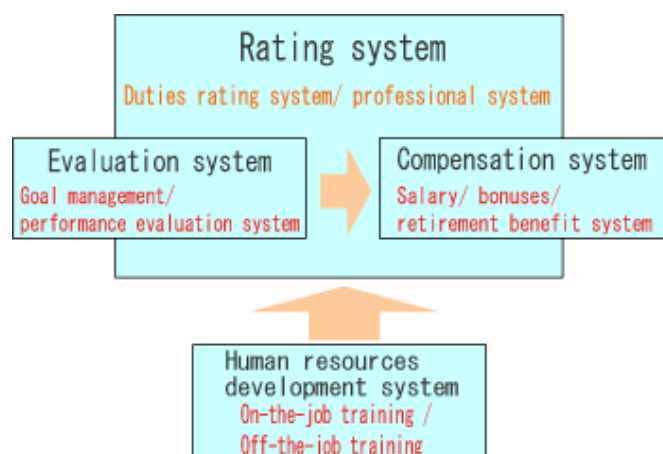 Rating system
Duties rating system/ professional system
Evaluation system
Goal management/
performance evaluation system
Compensation system
Salary/ bonuses/
retirement benefit system
Human resources
development system
On-the-job training /
Off-the-job training